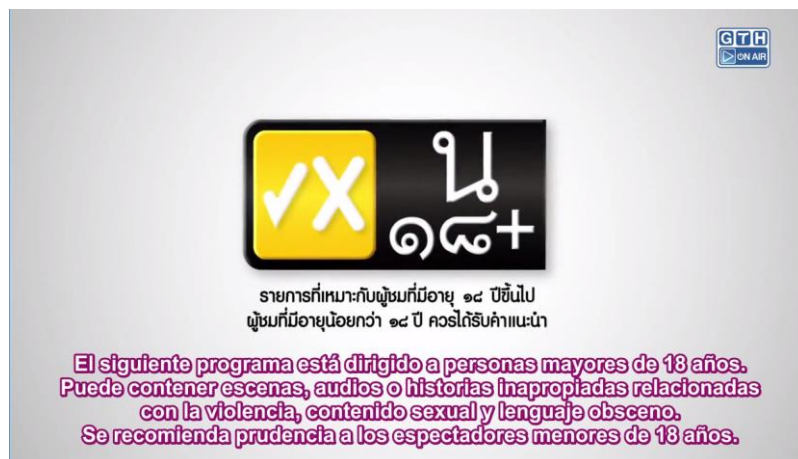 GTH
ON AIR
น
๑๘+
รายการที่เหมาะกับผู้ชมที่มีอายุ ๑๘ ปีขึ้นไป
ผู้ชมที่มีอายุน้อยกว่า ๑๘ ปี ควรได้รับคำแนะนำ
El siguiente programa está dirigido a personas mayores de 18 años.
Puede contener escenas, audios o historias inapropiadas relacionadas
con la violencia, contenido sexual y lenguaje obsceno.
Se recomienda prudencia a los espectadores menores de 18 años.